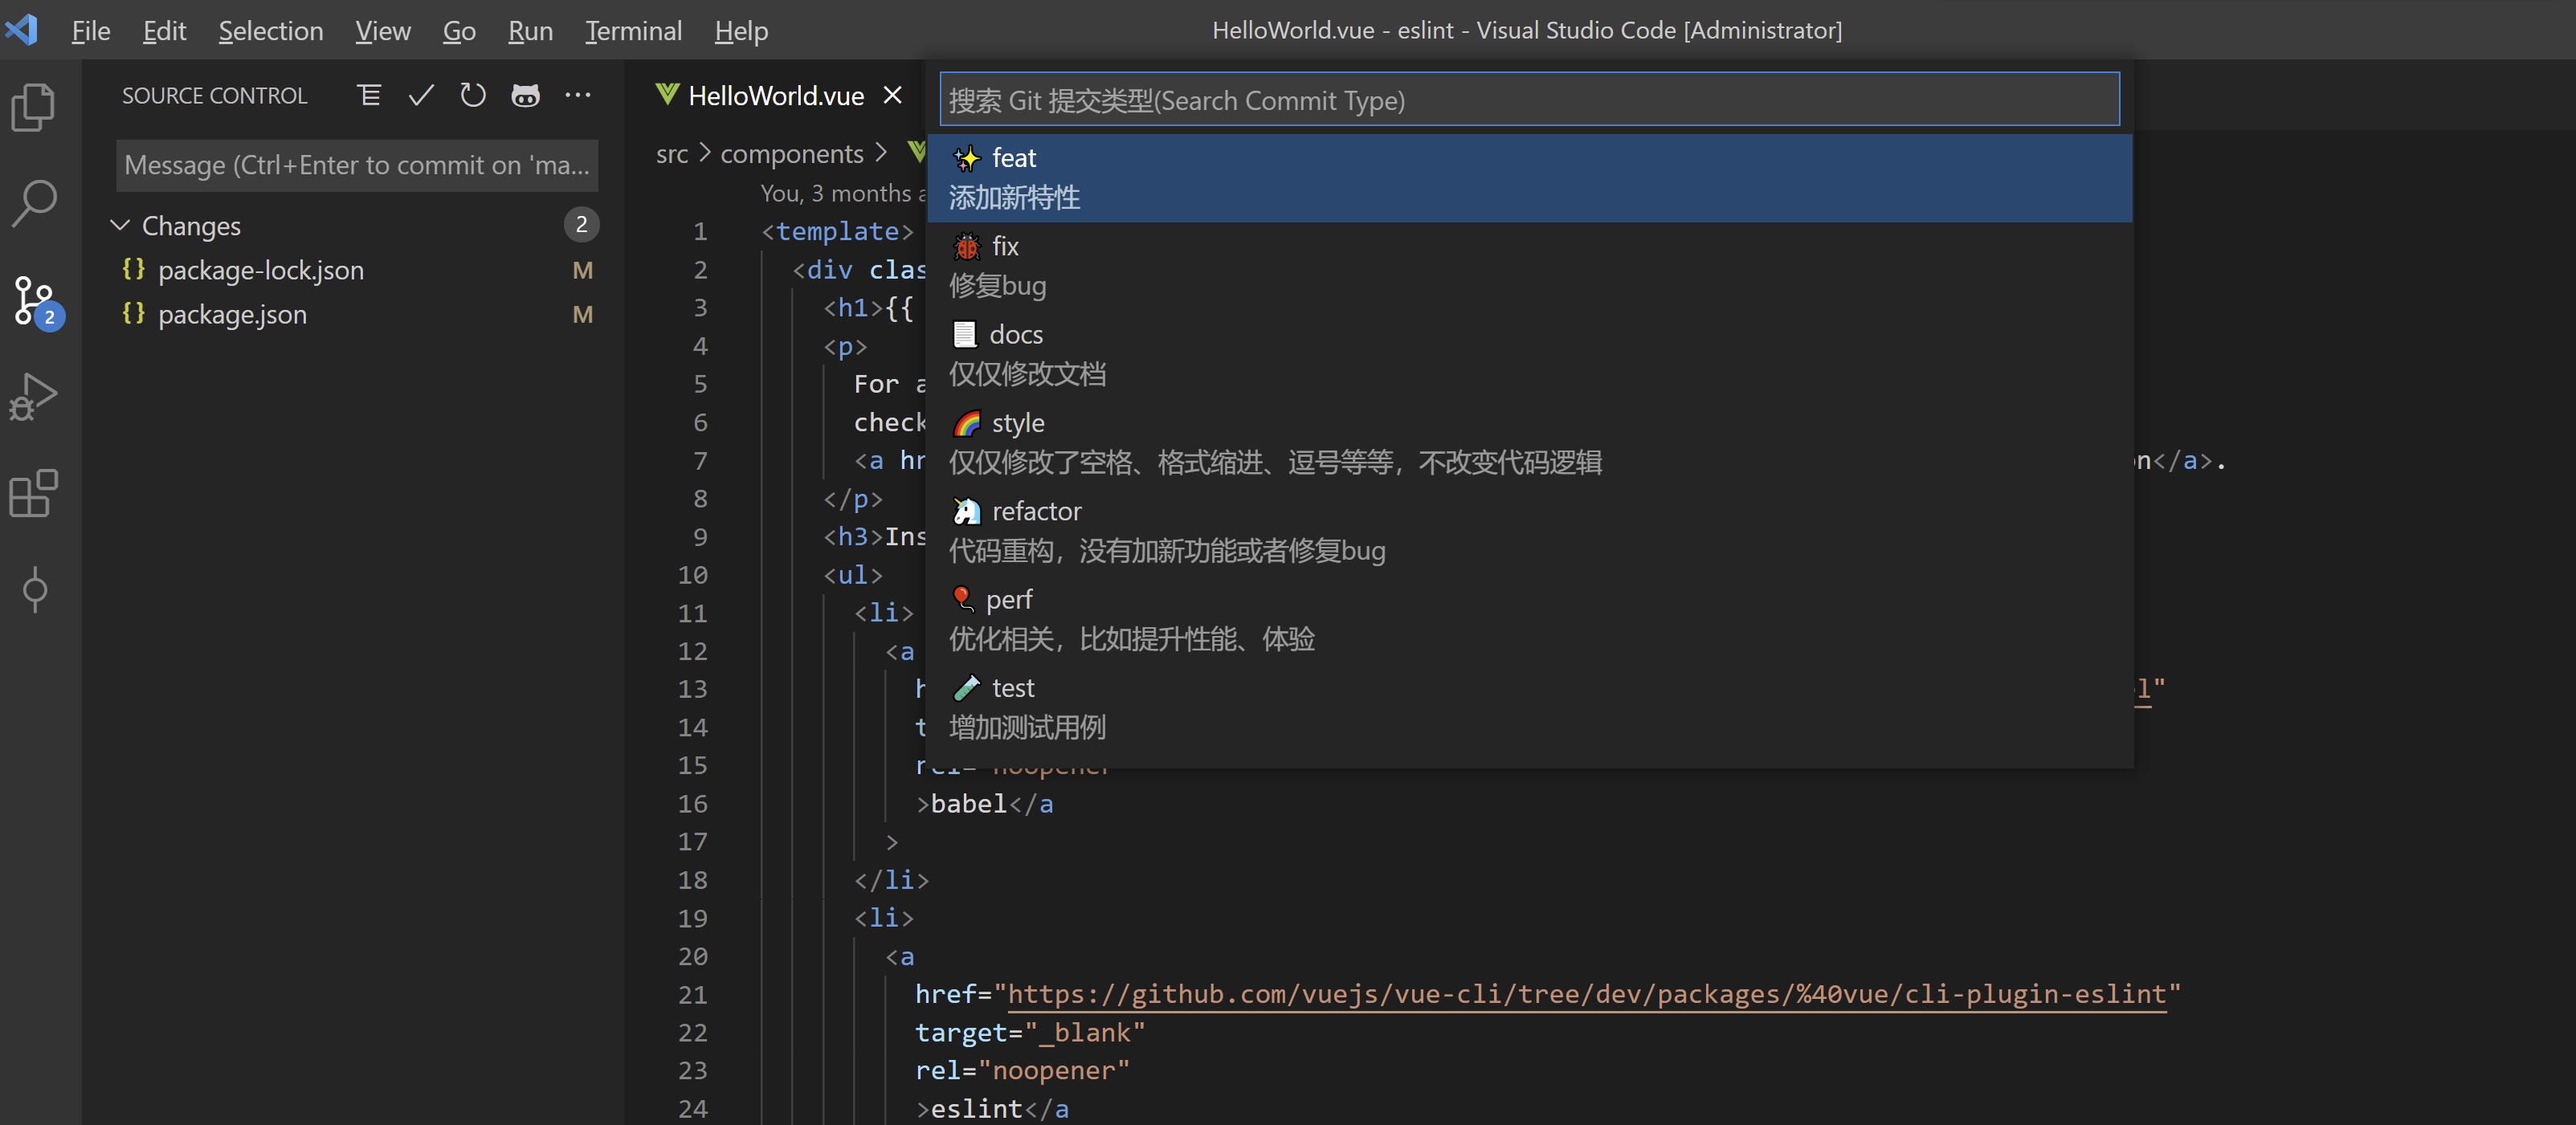 File Edit Selection View Go Run Terminal Help HelloWorld.vue - eslint - Visual Studio Code [Administrator]
SOURCE CONTROL
Message (Ctrl+Enter to commit on 'ma...
Changes 2
package-lock.json M
package.json M
2
HelloWorld.vue
src > components >
You, 3 months
搜索 Git 提交类型(Search Commit Type)
✨ feat
添加新特性
🐞 fix
修复bug
📃 docs
仅仅修改文档
🌈 style
仅仅修改了空格、格式缩进、逗号等等，不改变代码逻辑
🦄 refactor
代码重构，没有加新功能或者修复bug
🎈 perf
优化相关，比如提升性能、体验
🧪 test
增加测试用例
1 <template>
2 <div clas
3 <h1>{{
4 <p>
5 For a
6 check
7 <a hr n</a>.
8 </p>
9 <h3>Ins
10 <ul>
11 <li>
12 <a
13 h l"
14 t
15 rel="noopener"
16 >babel</a
17 >
18 </li>
19 <li>
20 <a
21 href="https://github.com/vuejs/vue-cli/tree/dev/packages/%40vue/cli-plugin-eslint"
22 target="_blank"
23 rel="noopener"
24 >eslint</a